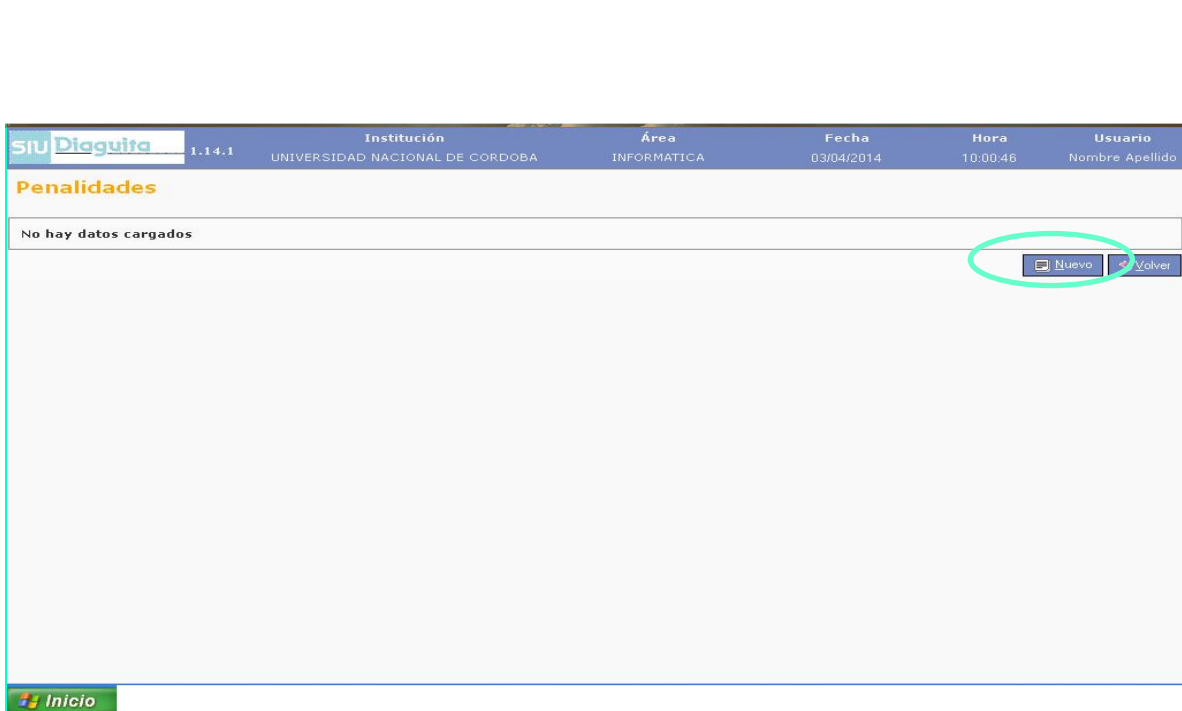 SIU Diaguita 1.14.1
Institución Área Fecha Hora Usuario
UNIVERSIDAD NACIONAL DE CORDOBA INFORMATICA 03/04/2014 10:00:46 Nombre Apellido
Penalidades
No hay datos cargados
Nuevo Volver
Inicio